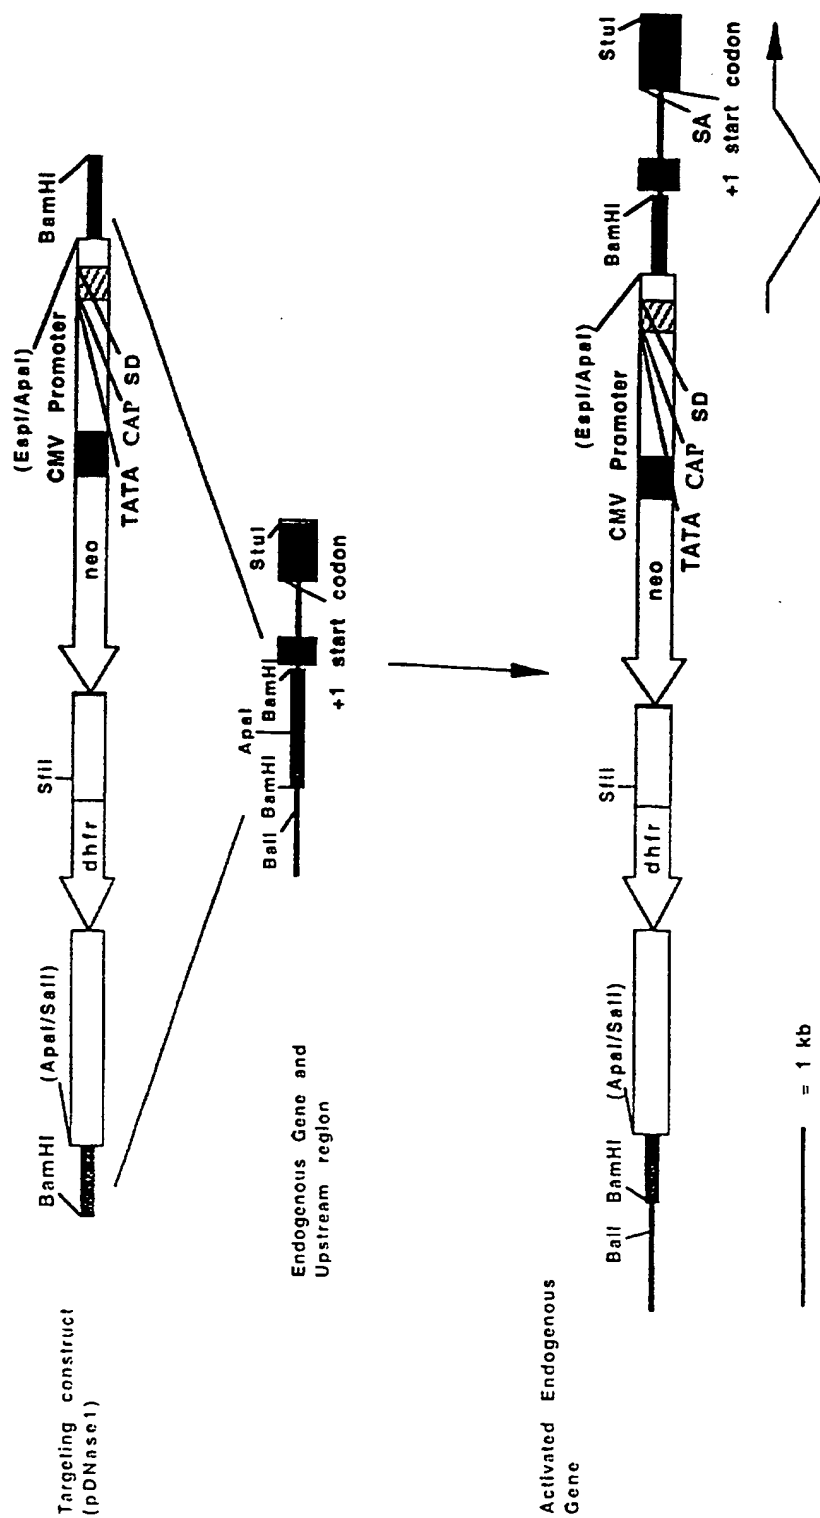 Targeting construct
(pDNase1)
BamHI
(ApaI/SalI)
dhfr
SfiI
neo
CMV Promoter
(EspI/ApaI)
TATA CAP SD
BamHI
Endogenous Gene and
Upstream region
BalI BamHI
ApaI
BamHI
StuI
+1 start codon
Activated Endogenous
Gene
BalI BamHI
(ApaI/SalI)
dhfr
SfiI
neo
CMV Promoter
(EspI/ApaI)
TATA CAP SD
BamHI
SA
+1 start codon
StuI
= 1 kb